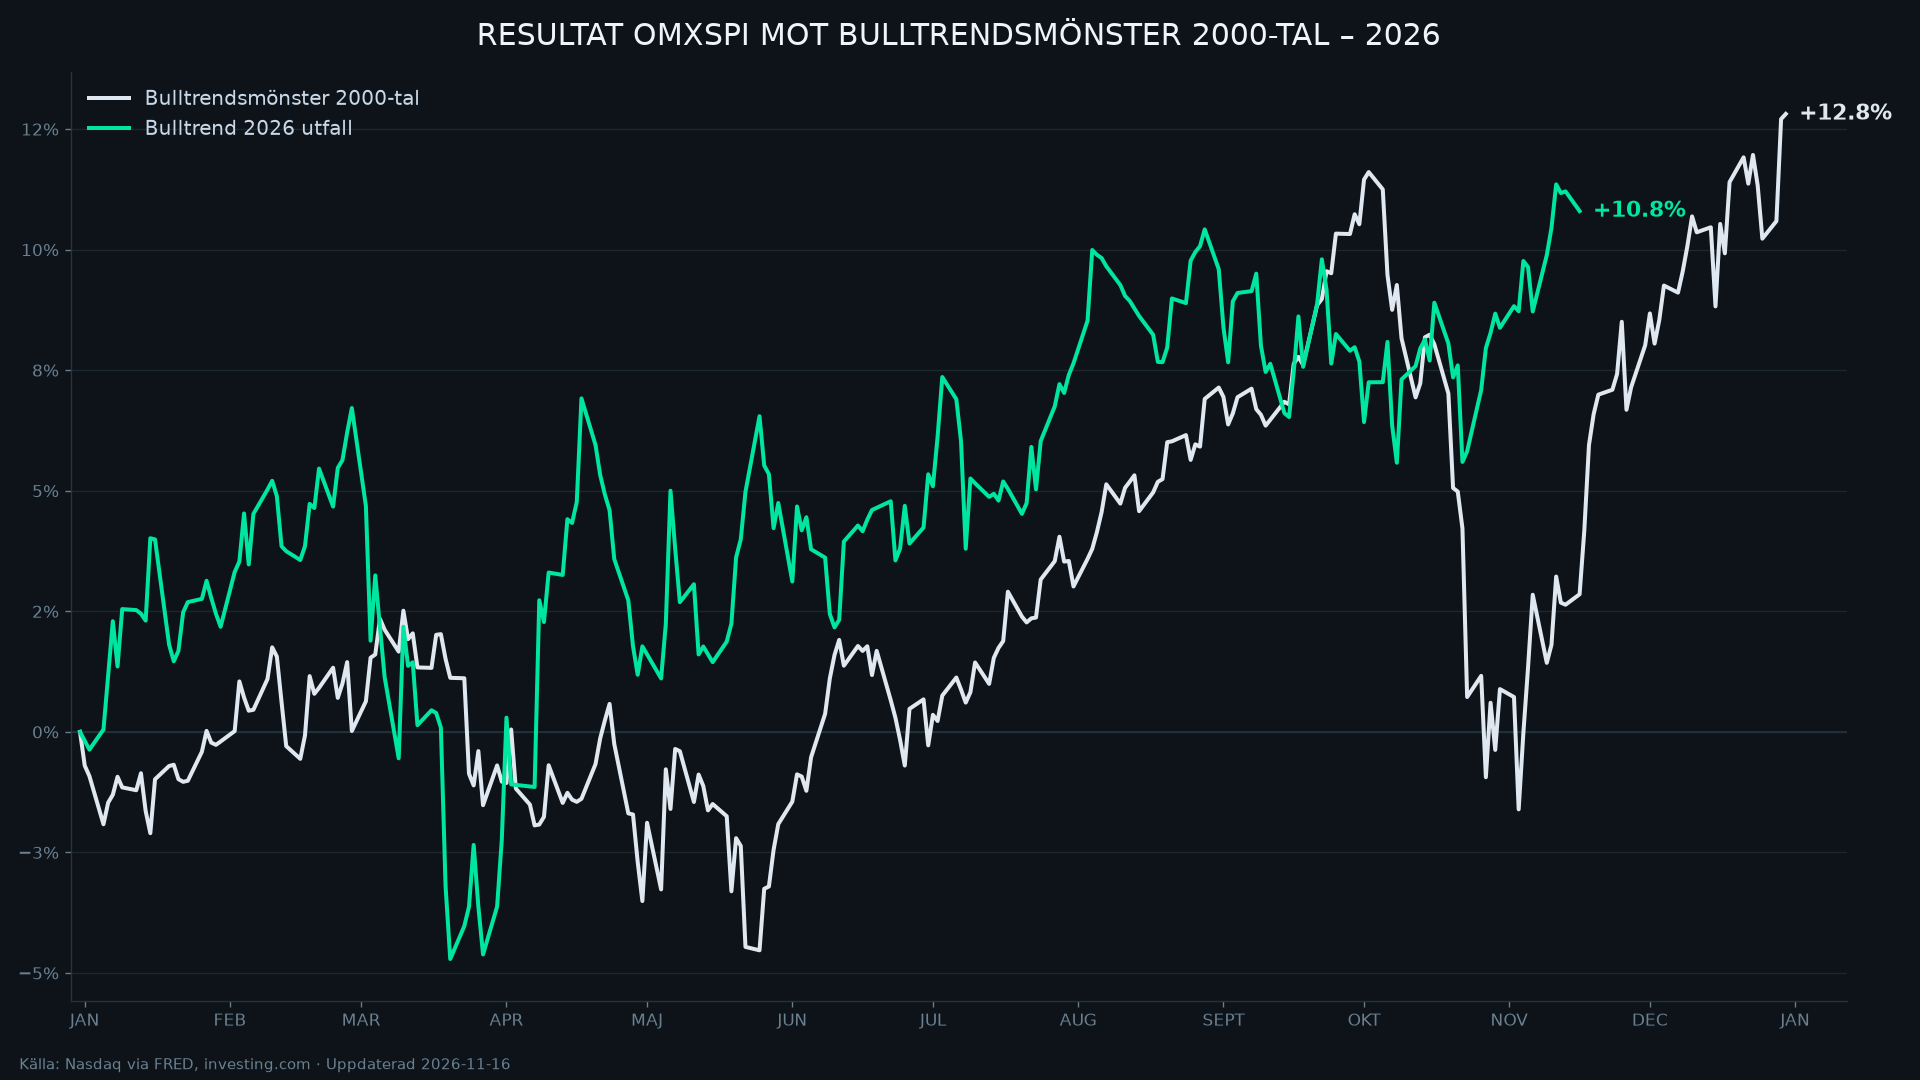 RESULTAT OMXSPI MOT BULLTRENDSMÖNSTER 2000-TAL – 2026
Bulltrendsmönster 2000-tal
Bulltrend 2026 utfall
+12.8%
+10.8%
12%
10%
8%
5%
2%
0%
−3%
−5%
JAN FEB MAR APR MAJ JUN JUL AUG SEPT OKT NOV DEC JAN
Källa: Nasdaq via FRED, investing.com · Uppdaterad 2026-11-16